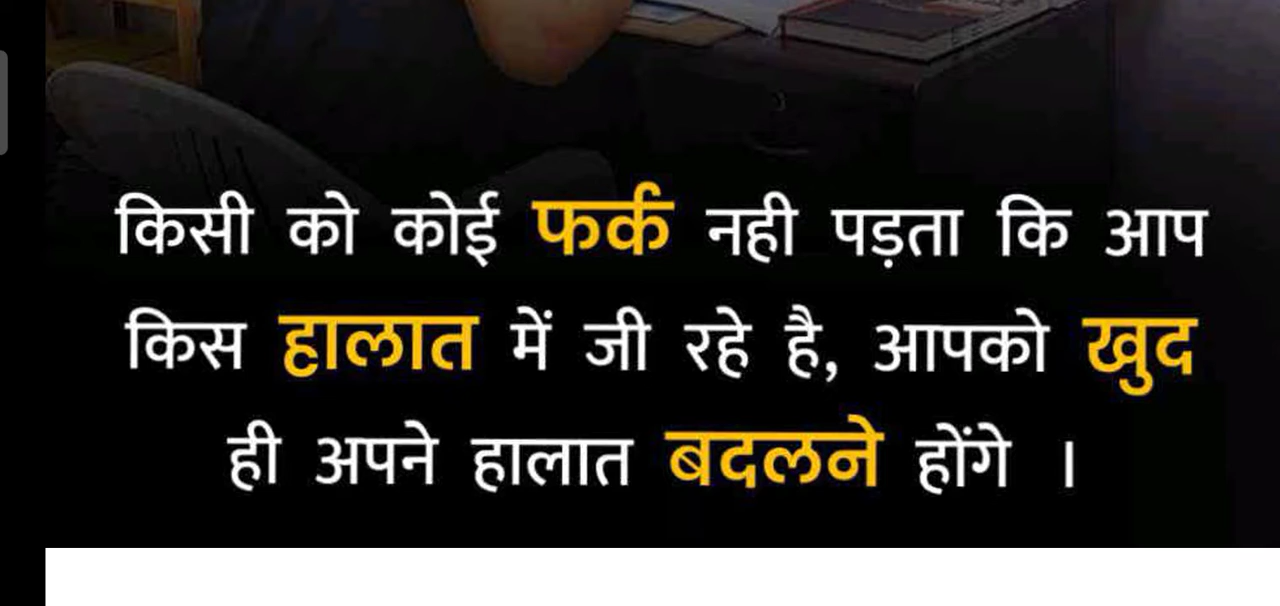 किसी को कोई फर्क नही पड़ता कि आप
किस हालात में जी रहे है, आपको खुद
ही अपने हालात बदलने होंगे ।